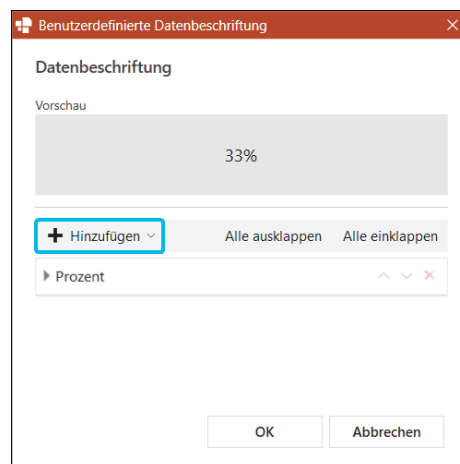 Benutzerdefinierte Datenbeschriftung
Datenbeschriftung
Vorschau
33%
Hinzufügen Alle ausklappen Alle einklappen
Prozent
OK Abbrechen